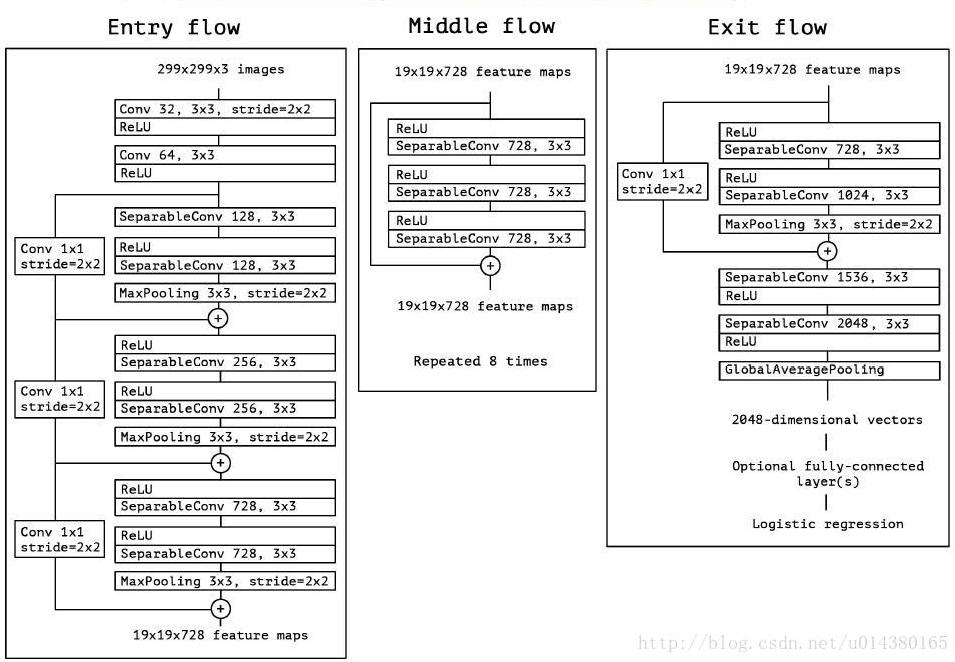 Entry flow
299x299x3 images
Conv 32, 3x3, stride=2x2
ReLU
Conv 64, 3x3
ReLU
SeparableConv 128, 3x3
Conv 1x1
stride=2x2
ReLU
SeparableConv 128, 3x3
MaxPooling 3x3, stride=2x2
+
ReLU
SeparableConv 256, 3x3
Conv 1x1
stride=2x2
ReLU
SeparableConv 256, 3x3
MaxPooling 3x3, stride=2x2
+
ReLU
SeparableConv 728, 3x3
Conv 1x1
stride=2x2
ReLU
SeparableConv 728, 3x3
MaxPooling 3x3, stride=2x2
+
19x19x728 feature maps
Middle flow
19x19x728 feature maps
ReLU
SeparableConv 728, 3x3
ReLU
SeparableConv 728, 3x3
ReLU
SeparableConv 728, 3x3
+
19x19x728 feature maps
Repeated 8 times
Exit flow
19x19x728 feature maps
ReLU
SeparableConv 728, 3x3
Conv 1x1
stride=2x2
ReLU
SeparableConv 1024, 3x3
MaxPooling 3x3, stride=2x2
+
SeparableConv 1536, 3x3
ReLU
SeparableConv 2048, 3x3
ReLU
GlobalAveragePooling
2048-dimensional vectors
Optional fully-connected
layer(s)
Logistic regression
http://blog.csdn.net/u014380165